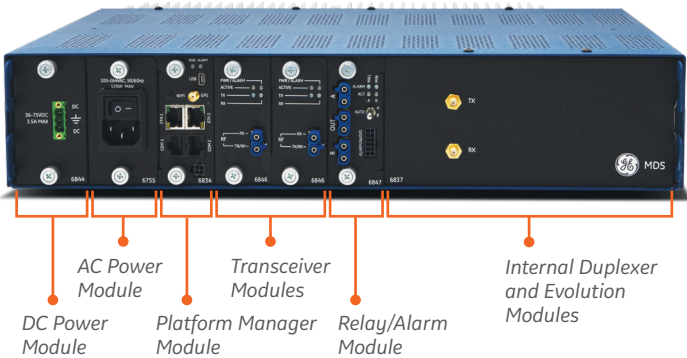 36-75VDC
3.5A MAX
DC
DC
6844
100-264VAC, 50/60Hz
120W MAX
6755
PWR ALARM
USB
WIFI GPS
ETH 1
ETH 2
COM 1
COM 2
6834
PWR / ALARM
ACTIVE
TX
RX
RF
RX
TX/RX
6846
PWR / ALARM
ACTIVE
TX
RX
RF
RX
TX/RX
6846
A
OUT
B
ALARM
ACT
A B
AUTO
A
B
ALARM/AUDIO
6847
6837
TX
RX
GE MDS
AC Power
Module
Transceiver
Modules
Internal Duplexer
and Evolution
Modules
DC Power
Module
Platform Manager
Module
Relay/Alarm
Module